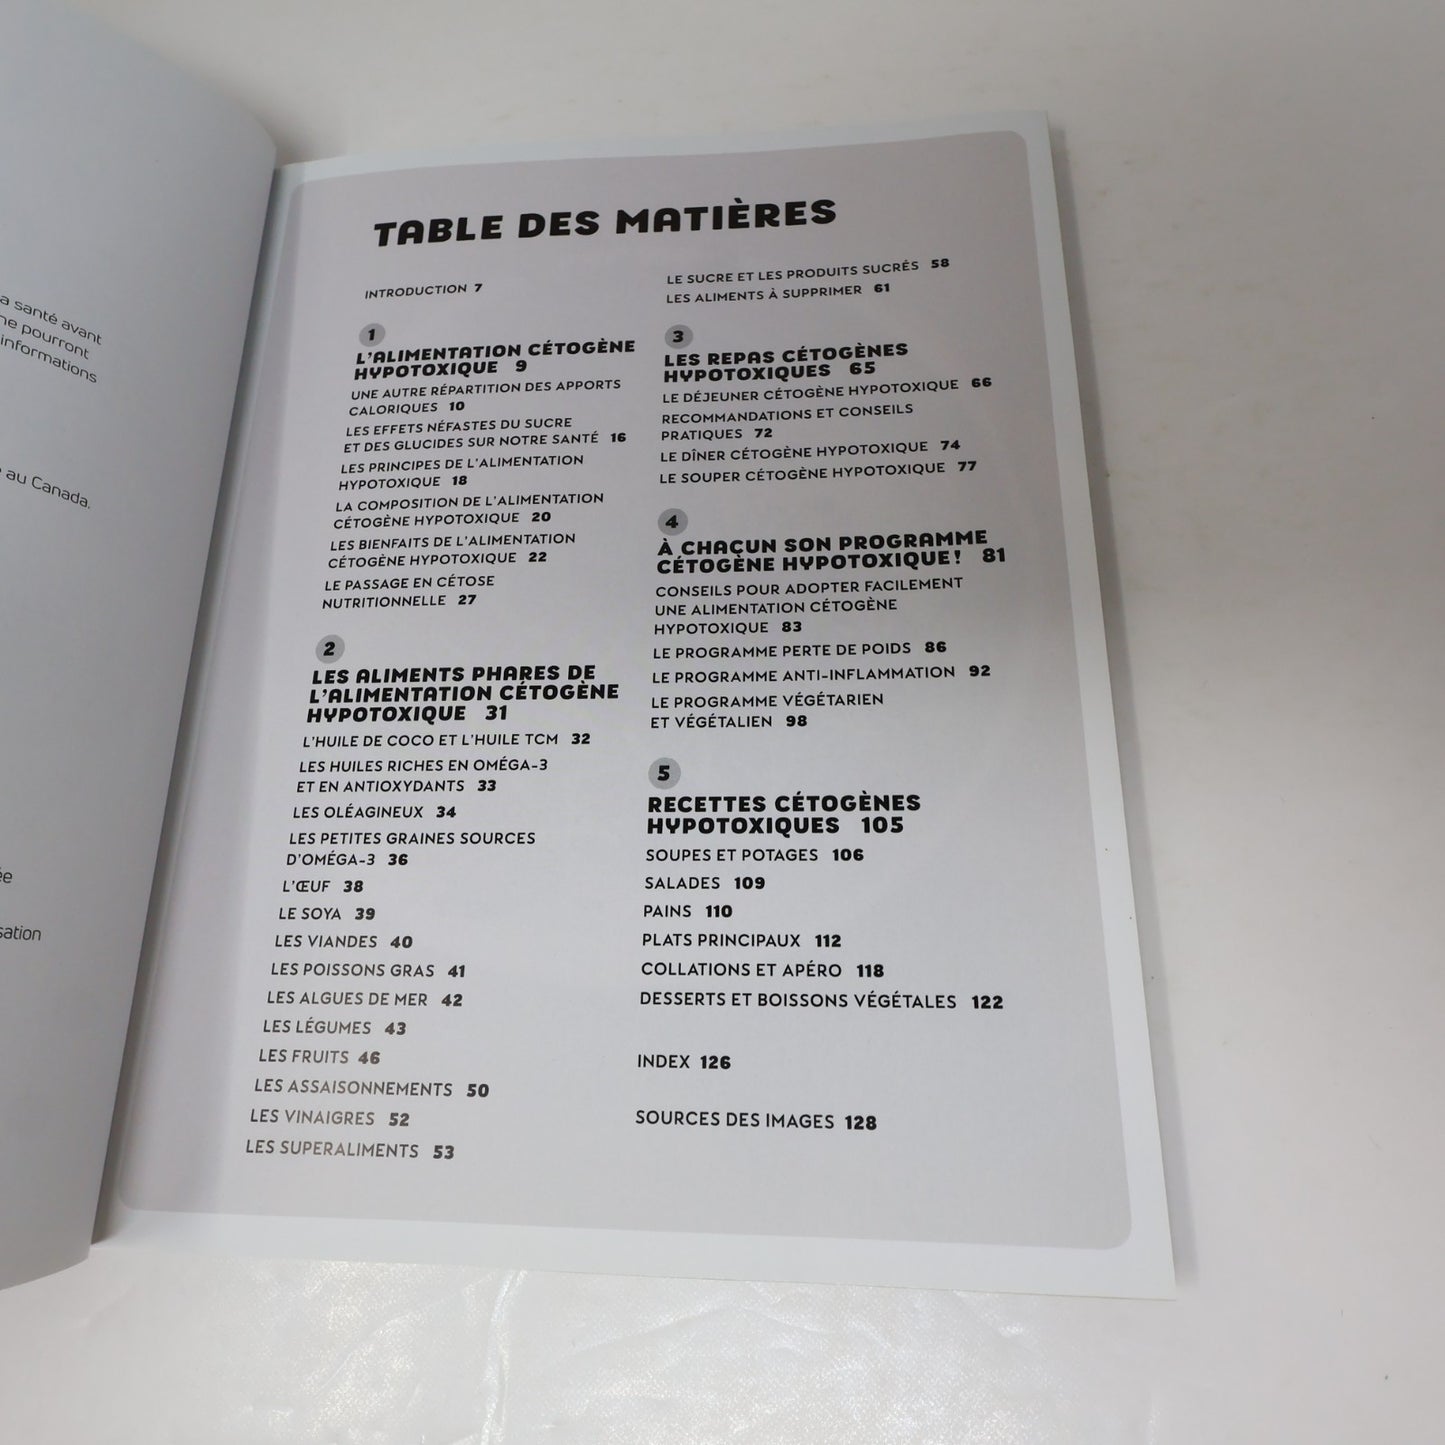 a santé avant
ne pourront
informations
au Canada.
ée
sation
TABLE DES MATIÈRES
INTRODUCTION 7
1
L'ALIMENTATION CÉTOGÈNE
HYPOTOXIQUE 9
UNE AUTRE RÉPARTITION DES APPORTS
CALORIQUES 10
LES EFFETS NÉFASTES DU SUCRE
ET DES GLUCIDES SUR NOTRE SANTÉ 16
LES PRINCIPES DE L'ALIMENTATION
HYPOTOXIQUE 18
LA COMPOSITION DE L'ALIMENTATION
CÉTOGÈNE HYPOTOXIQUE 20
LES BIENFAITS DE L'ALIMENTATION
CÉTOGÈNE HYPOTOXIQUE 22
LE PASSAGE EN CÉTOSE
NUTRITIONNELLE 27
2
LES ALIMENTS PHARES DE
L'ALIMENTATION CÉTOGÈNE
HYPOTOXIQUE 31
L'HUILE DE COCO ET L'HUILE TCM 32
LES HUILES RICHES EN OMÉGA-3
ET EN ANTIOXYDANTS 33
LES OLÉAGINEUX 34
LES PETITES GRAINES SOURCES
D'OMÉGA-3 36
L'ŒUF 38
LE SOYA 39
LES VIANDES 40
LES POISSONS GRAS 41
LES ALGUES DE MER 42
LES LÉGUMES 43
LES FRUITS 46
LES ASSAISONNEMENTS 50
LES VINAIGRES 52
LES SUPERALIMENTS 53
LE SUCRE ET LES PRODUITS SUCRÉS 58
LES ALIMENTS À SUPPRIMER 61
3
LES REPAS CÉTOGÈNES
HYPOTOXIQUES 65
LE DÉJEUNER CÉTOGÈNE HYPOTOXIQUE 66
RECOMMANDATIONS ET CONSEILS
PRATIQUES 72
LE DÎNER CÉTOGÈNE HYPOTOXIQUE 74
LE SOUPER CÉTOGÈNE HYPOTOXIQUE 77
4
À CHACUN SON PROGRAMME
CÉTOGÈNE HYPOTOXIQUE! 81
CONSEILS POUR ADOPTER FACILEMENT
UNE ALIMENTATION CÉTOGÈNE
HYPOTOXIQUE 83
LE PROGRAMME PERTE DE POIDS 86
LE PROGRAMME ANTI-INFLAMMATION 92
LE PROGRAMME VÉGÉTARIEN
ET VÉGÉTALIEN 98
5
RECETTES CÉTOGÈNES
HYPOTOXIQUES 105
SOUPES ET POTAGES 106
SALADES 109
PAINS 110
PLATS PRINCIPAUX 112
COLLATIONS ET APÉRO 118
DESSERTS ET BOISSONS VÉGÉTALES 122
INDEX 126
SOURCES DES IMAGES 128